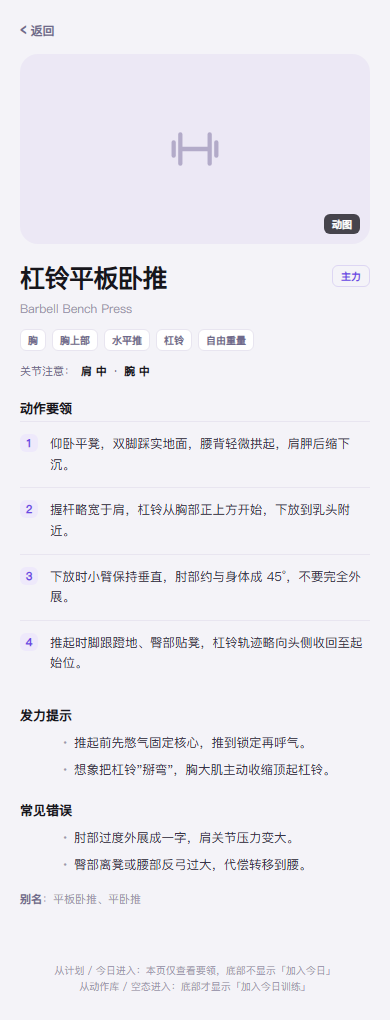 < 返回
动图
杠铃平板卧推
主力
Barbell Bench Press
胸 胸上部 水平推 杠铃 自由重量
关节注意： 肩 中 · 腕 中
动作要领
1 仰卧平凳，双脚踩实地面，腰背轻微拱起，肩胛后缩下
沉。
2 握杆略宽于肩，杠铃从胸部正上方开始，下放到乳头附
近。
3 下放时小臂保持垂直，肘部约与身体成 45°，不要完全外
展。
4 推起时脚跟蹬地、臀部贴凳，杠铃轨迹略向头侧收回至起
始位。
发力提示
· 推起前先憋气固定核心，推到锁定再呼气。
· 想象把杠铃"掰弯"，胸大肌主动收缩顶起杠铃。
常见错误
· 肘部过度外展成一字，肩关节压力变大。
· 臀部离凳或腰部反弓过大，代偿转移到腰。
别名：平板卧推、平卧推
从计划 / 今日进入：本页仅查看要领，底部不显示「加入今日」
从动作库 / 空态进入：底部才显示「加入今日训练」